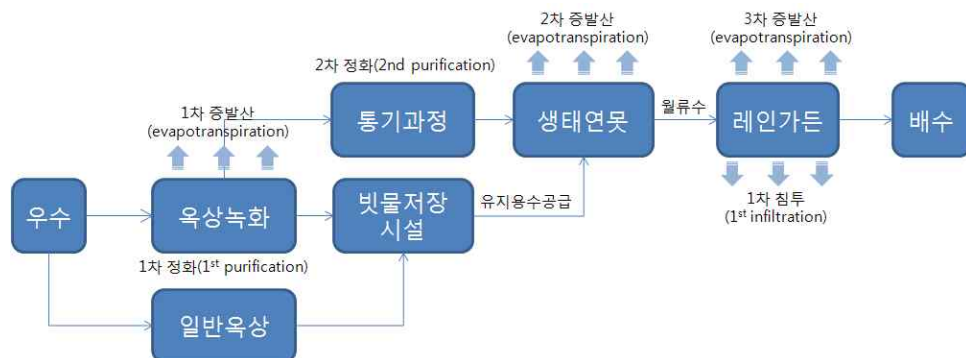 2차 증발산
(evapotranspiration)
3차 증발산
(evapotranspiration)
2차 정화(2nd purification)
1차 증발산
(evapotranspiration)
통기과정
생태연못
월류수
레인가든
배수
우수
옥상녹화
빗물저장
시설
유지용수공급
1차 침투
(1st infiltration)
1차 정화(1st purification)
일반옥상